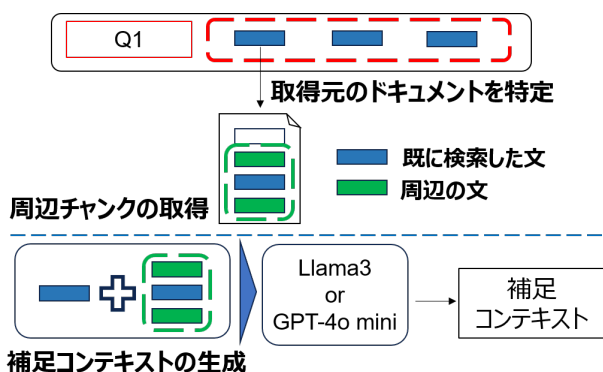 Q1
取得元のドキュメントを特定
既に検索した文
周辺の文
周辺チャンクの取得
Llama3
or
GPT-4o mini
補足
コンテキスト
補足コンテキストの生成